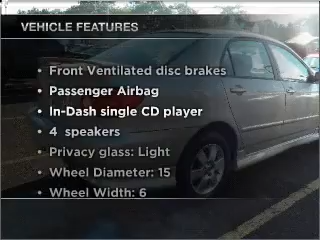 VEHICLE FEATURES
• Front Ventilated disc brakes
• Passenger Airbag
• In-Dash single CD player
• 4 speakers
• Privacy glass: Light
• Wheel Diameter: 15
• Wheel Width: 6